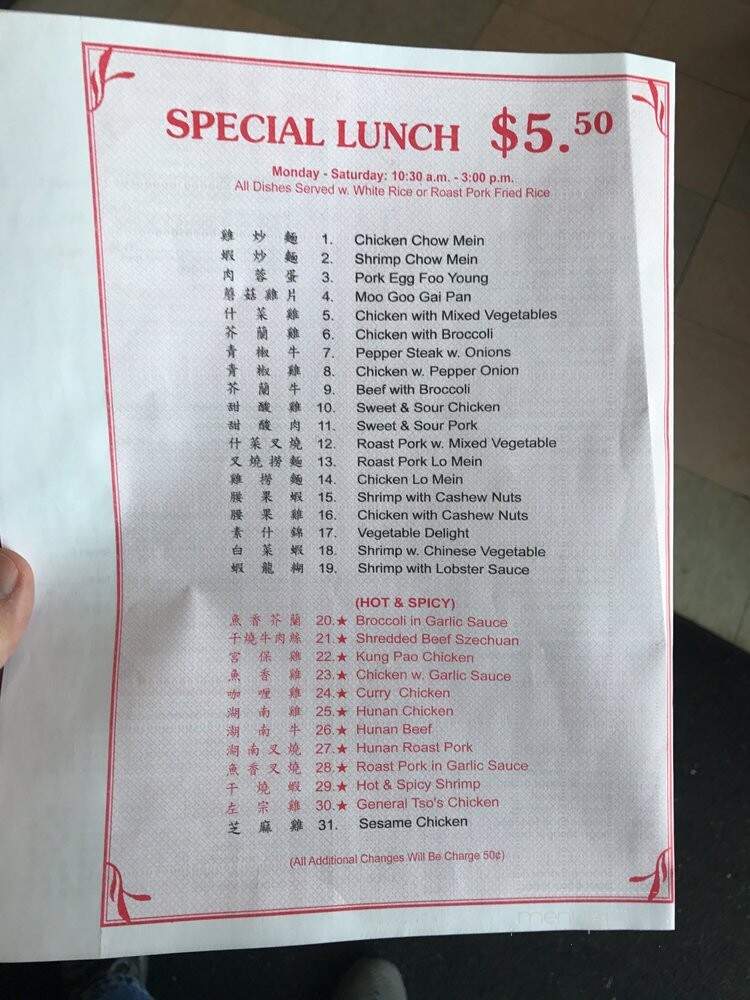 SPECIAL LUNCH $5.50
Monday - Saturday: 10:30 a.m. - 3:00 p.m.
All Dishes Served w. White Rice or Roast Pork Fried Rice
雞炒麵 1. Chicken Chow Mein
蝦炒麵 2. Shrimp Chow Mein
肉蓉蛋 3. Pork Egg Foo Young
蘑菇雞片 4. Moo Goo Gai Pan
什菜雞 5. Chicken with Mixed Vegetables
芥蘭雞 6. Chicken with Broccoli
青椒牛 7. Pepper Steak w. Onions
青椒雞 8. Chicken w. Pepper Onion
芥蘭牛 9. Beef with Broccoli
甜酸雞 10. Sweet & Sour Chicken
甜酸肉 11. Sweet & Sour Pork
什菜叉燒 12. Roast Pork w. Mixed Vegetable
叉燒撈麵 13. Roast Pork Lo Mein
雞撈麵 14. Chicken Lo Mein
腰果蝦 15. Shrimp with Cashew Nuts
腰果雞 16. Chicken with Cashew Nuts
素什錦 17. Vegetable Delight
白菜蝦 18. Shrimp w. Chinese Vegetable
蝦龍糊 19. Shrimp with Lobster Sauce
(HOT & SPICY)
魚香芥蘭 20.★ Broccoli in Garlic Sauce
干燒牛肉絲 21.★ Shredded Beef Szechuan
宮保雞 22.★ Kung Pao Chicken
魚香雞 23.★ Chicken w. Garlic Sauce
咖喱雞 24.★ Curry Chicken
湖南雞 25.★ Hunan Chicken
湖南牛 26.★ Hunan Beef
湖南叉燒 27.★ Hunan Roast Pork
魚香叉燒 28.★ Roast Pork in Garlic Sauce
干燒蝦 29.★ Hot & Spicy Shrimp
左宗雞 30.★ General Tso's Chicken
芝麻雞 31. Sesame Chicken
(All Additional Changes Will Be Charge 50¢)